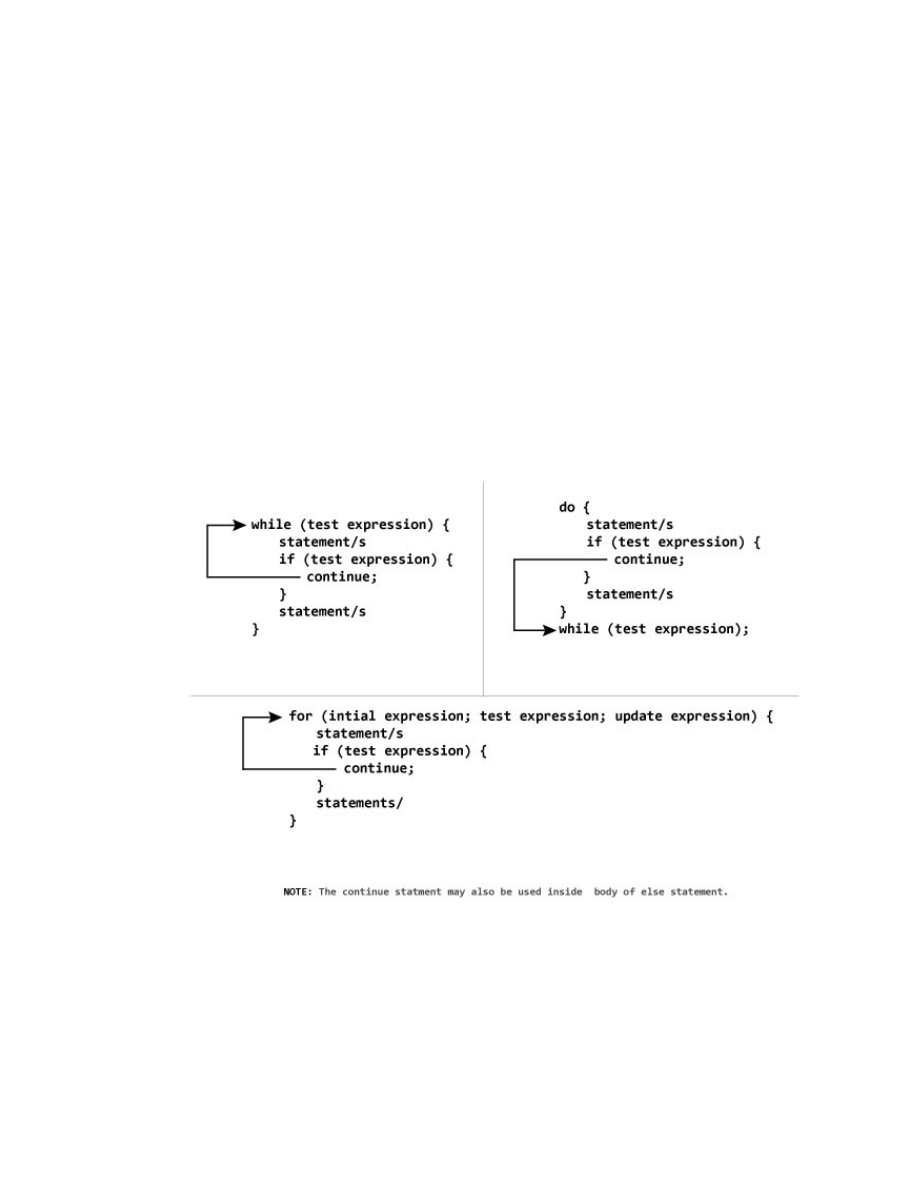 while (test expression) {
statement/s
if (test expression) {
continue;
}
statement/s
}
do {
statement/s
if (test expression) {
continue;
}
statement/s
}
while (test expression);
for (intial expression; test expression; update expression) {
statement/s
if (test expression) {
continue;
}
statements/
}
NOTE: The continue statment may also be used inside  body of else statement.